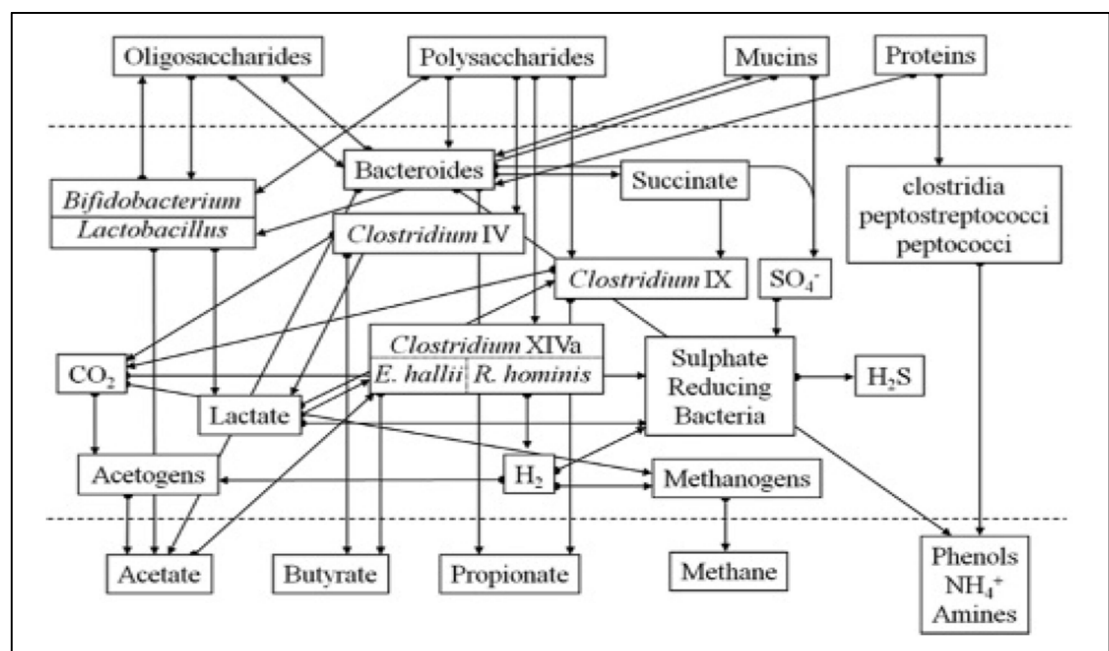 Oligosaccharides
Polysaccharides
Mucins
Proteins
Bacteroides
Succinate
Bifidobacterium
Lactobacillus
clostridia
peptostreptococci
peptococci
Clostridium IV
Clostridium IX
SO₄⁻
Clostridium XIVa
E. hallii
R. hominis
CO₂
Sulphate
Reducing
Bacteria
H₂S
Lactate
Acetogens
H₂
Methanogens
Acetate
Butyrate
Propionate
Methane
Phenols
NH₄⁺
Amines